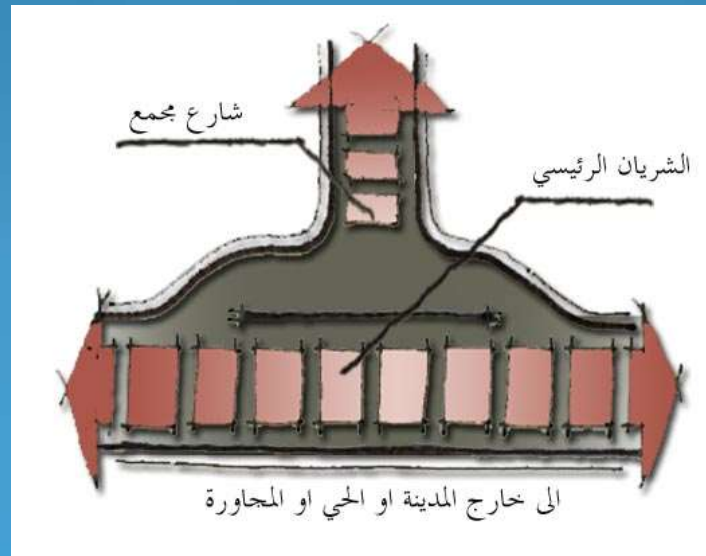 شارع مجمع
الشريان الرئيسي
الى خارج المدينة او الحي او المجاورة